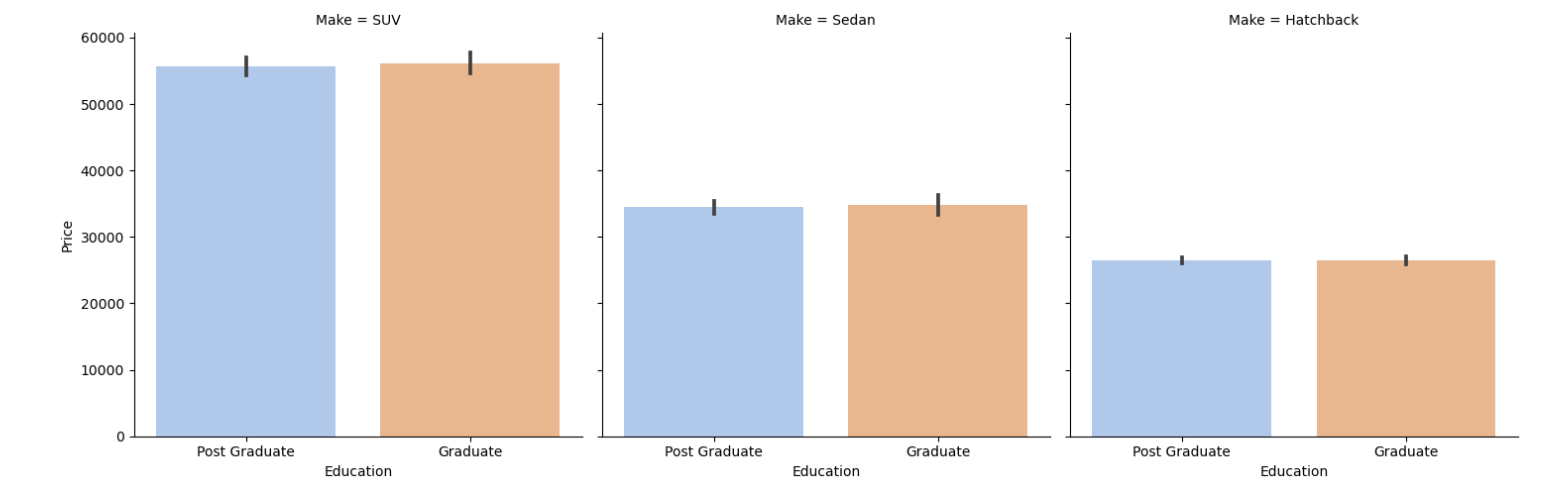 Make = SUV
Make = Sedan
Make = Hatchback
60000
50000
40000
30000
20000
10000
0
Price
Post Graduate
Graduate
Post Graduate
Graduate
Post Graduate
Graduate
Education
Education
Education